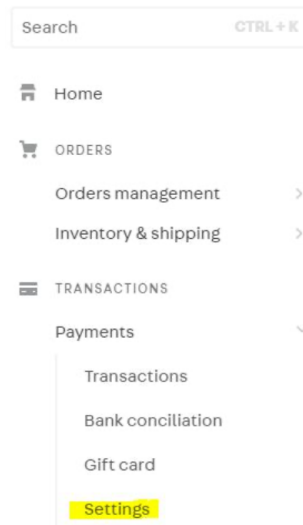 Search CTRL + K
Home
ORDERS
Orders management
Inventory & shipping
TRANSACTIONS
Payments
Transactions
Bank conciliation
Gift card
Settings